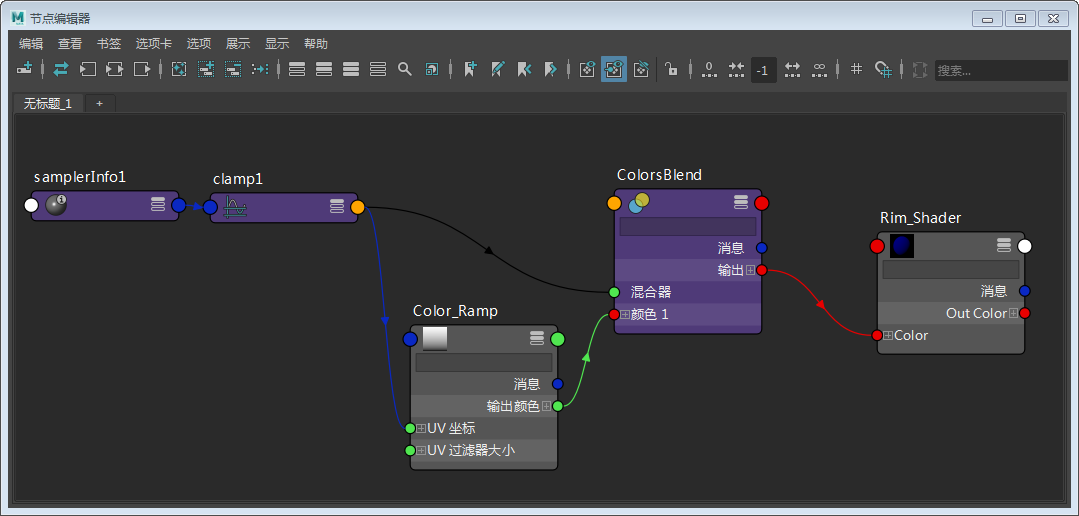 节点编辑器
编辑 查看 书签 选项卡 选项 展示 显示 帮助
0 -1 ∞ 搜索...
无标题_1 +
samplerInfo1
clamp1
Color_Ramp
消息
输出颜色
UV 坐标
UV 过滤器大小
ColorsBlend
消息
输出
混合器
颜色 1
Rim_Shader
消息
Out Color
Color